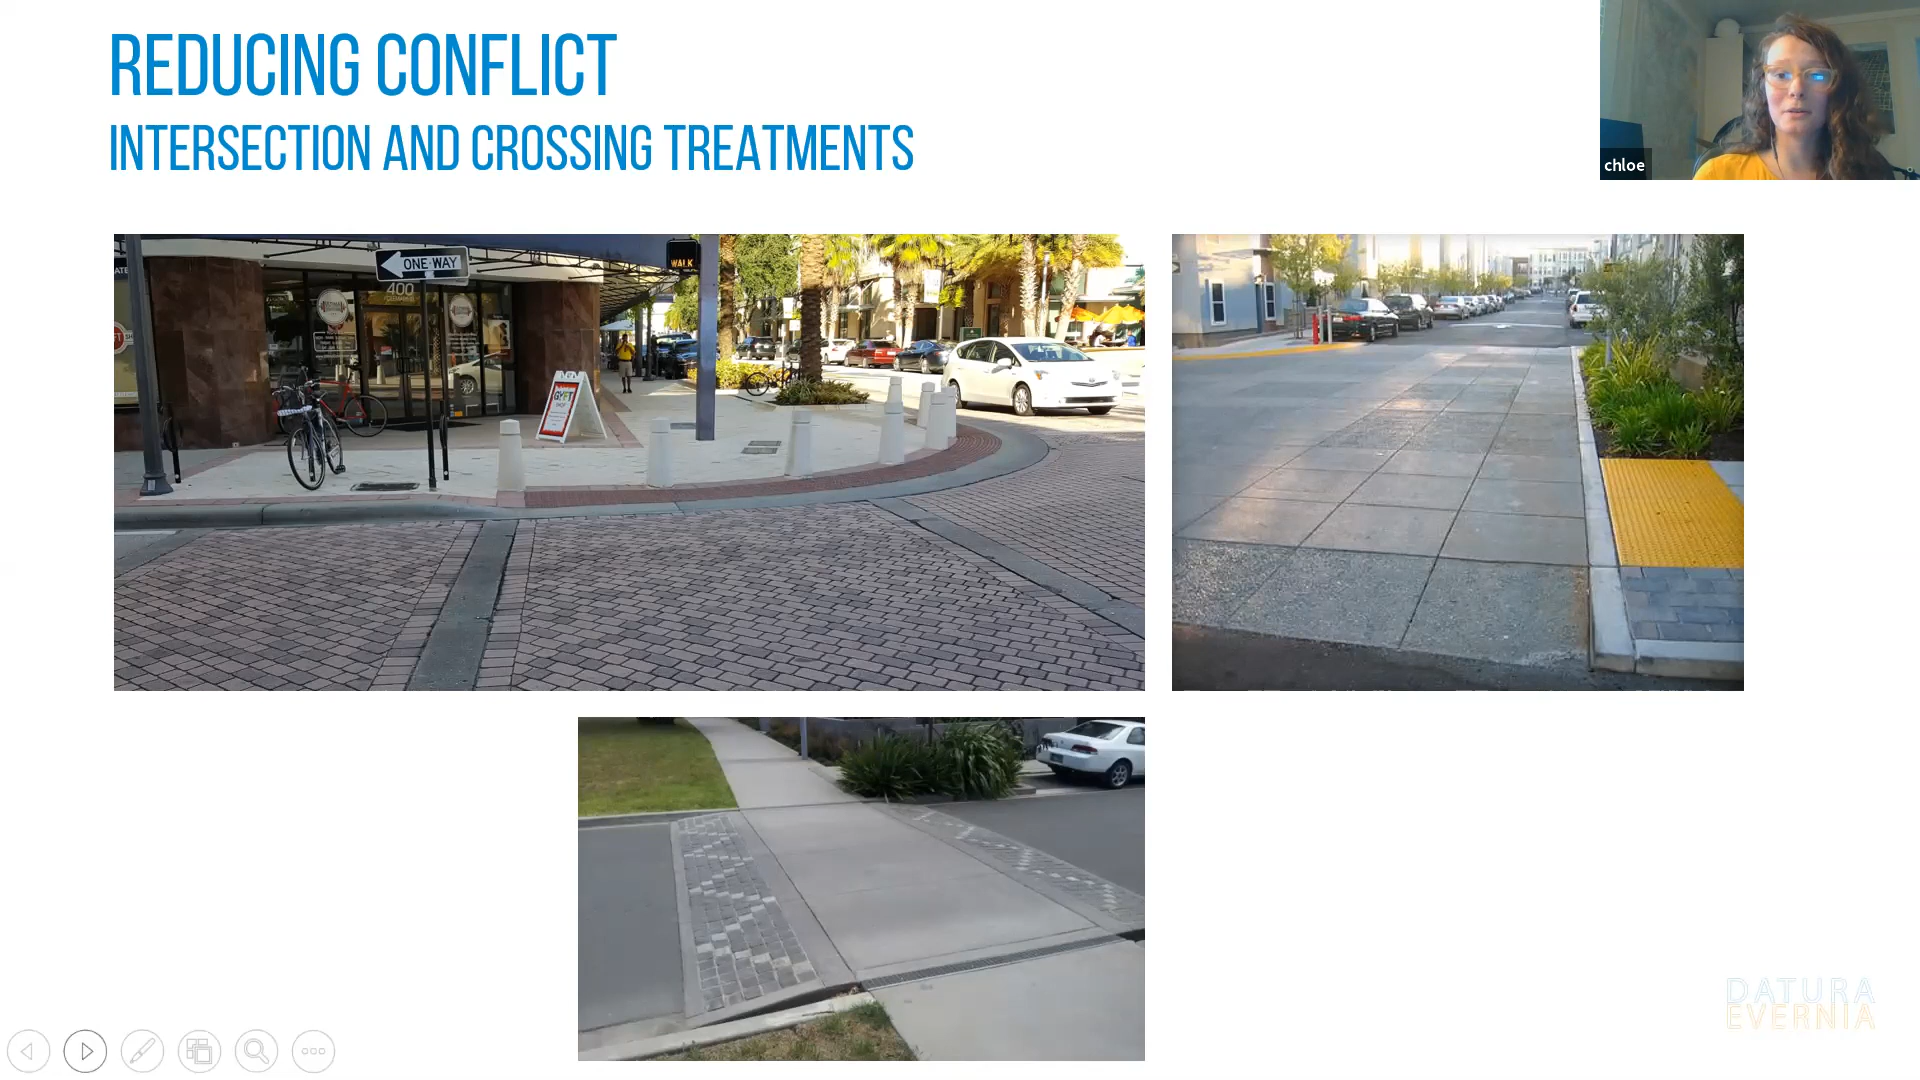 REDUCING CONFLICT
INTERSECTION AND CROSSING TREATMENTS
chloe
ONE WAY
WALK
400
DATURA
EVERNIA